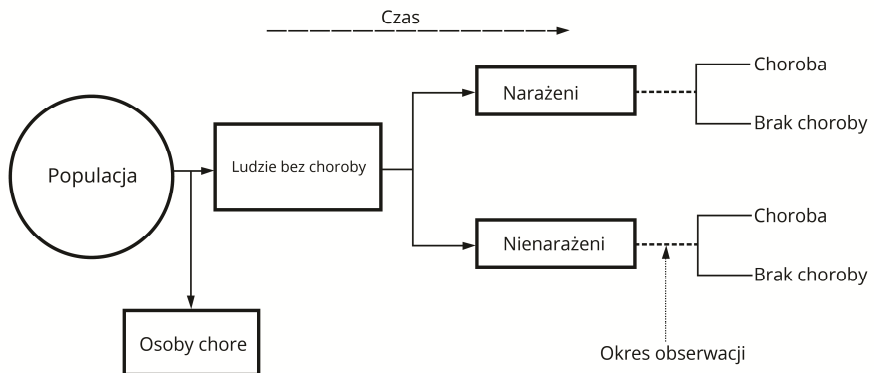 Czas
Populacja
Ludzie bez choroby
Osoby chore
Narażeni
Choroba
Brak choroby
Nienarażeni
Choroba
Brak choroby
Okres obserwacji